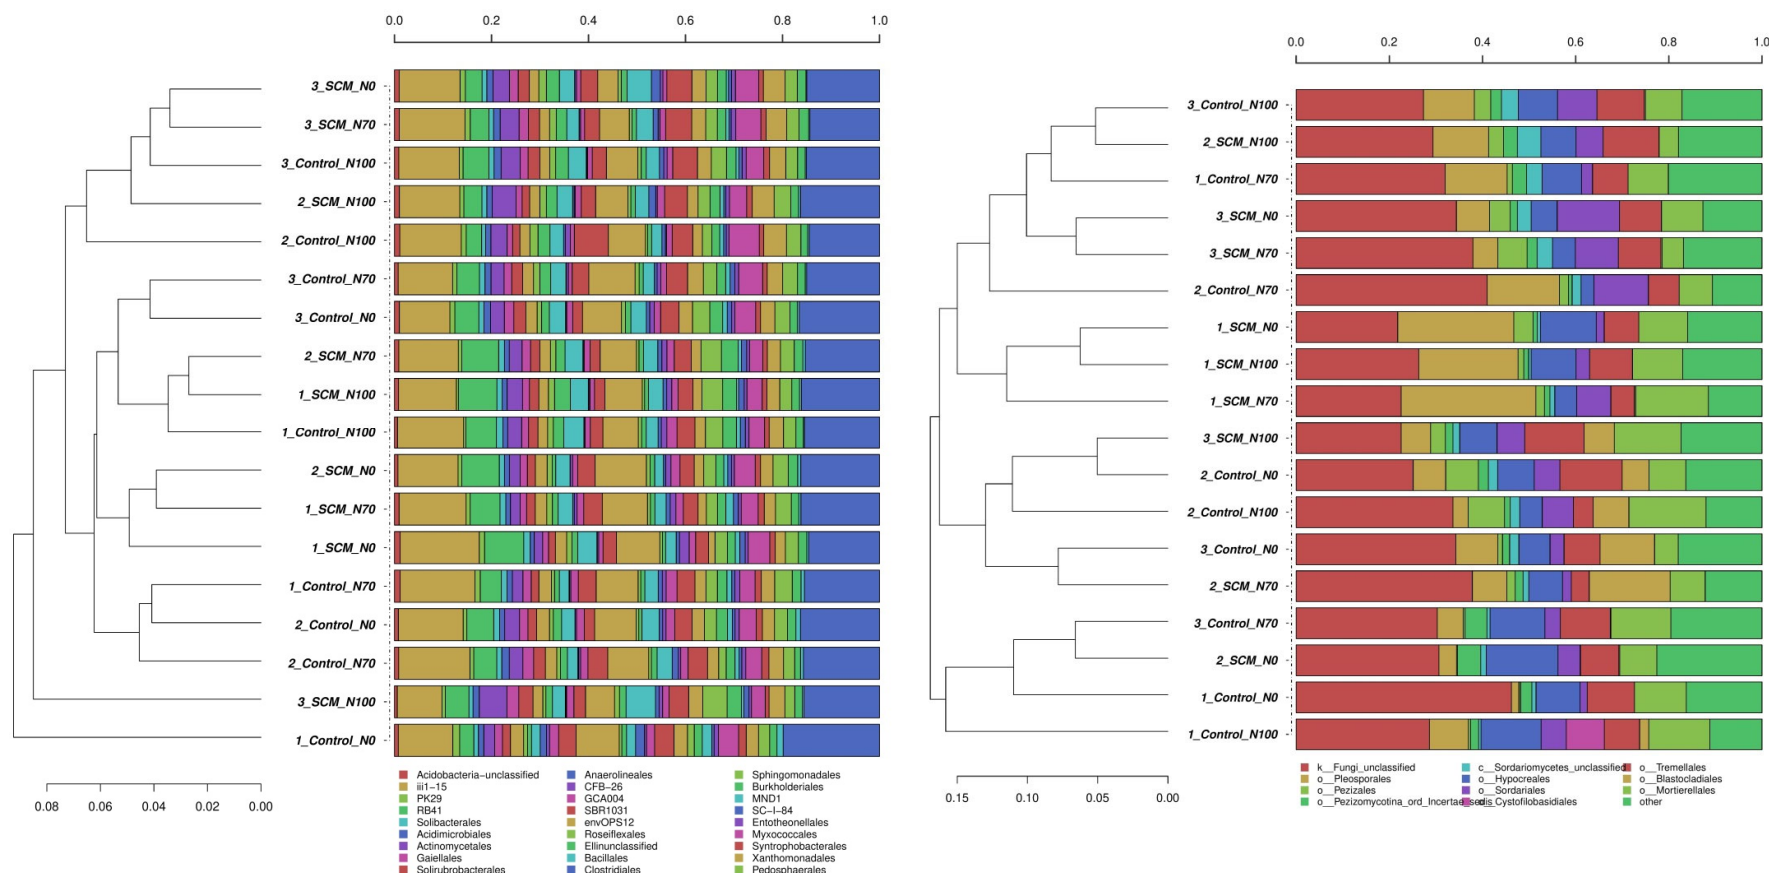 0.0 0.2 0.4 0.6 0.8 1.0
3_SCM_N0
3_SCM_N70
3_Control_N100
2_SCM_N100
2_Control_N100
3_Control_N70
3_Control_N0
2_SCM_N70
1_SCM_N100
1_Control_N100
2_SCM_N0
1_SCM_N70
1_SCM_N0
1_Control_N70
2_Control_N0
2_Control_N70
3_SCM_N100
1_Control_N0
0.08 0.06 0.04 0.02 0.00
Acidobacteria-unclassified Anaerolineales Sphingomonadales
iii1-15 CFB-26 Burkholderiales
PK29 GCA004 MND1
RB41 SBR1031 SC-I-84
Solibacterales envOPS12 Entotheonellales
Acidimicrobiales Roseiflexales Myxococcales
Actinomycetales Ellinunclassified Syntrophobacterales
Gaiellales Bacillales Xanthomonadales
Solirubrobacterales Clostridiales Pedosphaerales
0.0 0.2 0.4 0.6 0.8 1.0
3_Control_N100
2_SCM_N100
1_Control_N70
3_SCM_N0
3_SCM_N70
2_Control_N70
1_SCM_N0
1_SCM_N100
1_SCM_N70
3_SCM_N100
2_Control_N0
2_Control_N100
3_Control_N0
2_SCM_N70
3_Control_N70
2_SCM_N0
1_Control_N0
1_Control_N100
0.15 0.10 0.05 0.00
k__Fungi_unclassified c__Sordariomycetes_unclassified o__Tremellales
o__Pleosporales o__Hypocreales o__Blastocladiales
o__Pezizales o__Sordariales o__Mortierellales
o__Pezizomycotina_ord_Incertae_sedis o__Cystofilobasidiales other